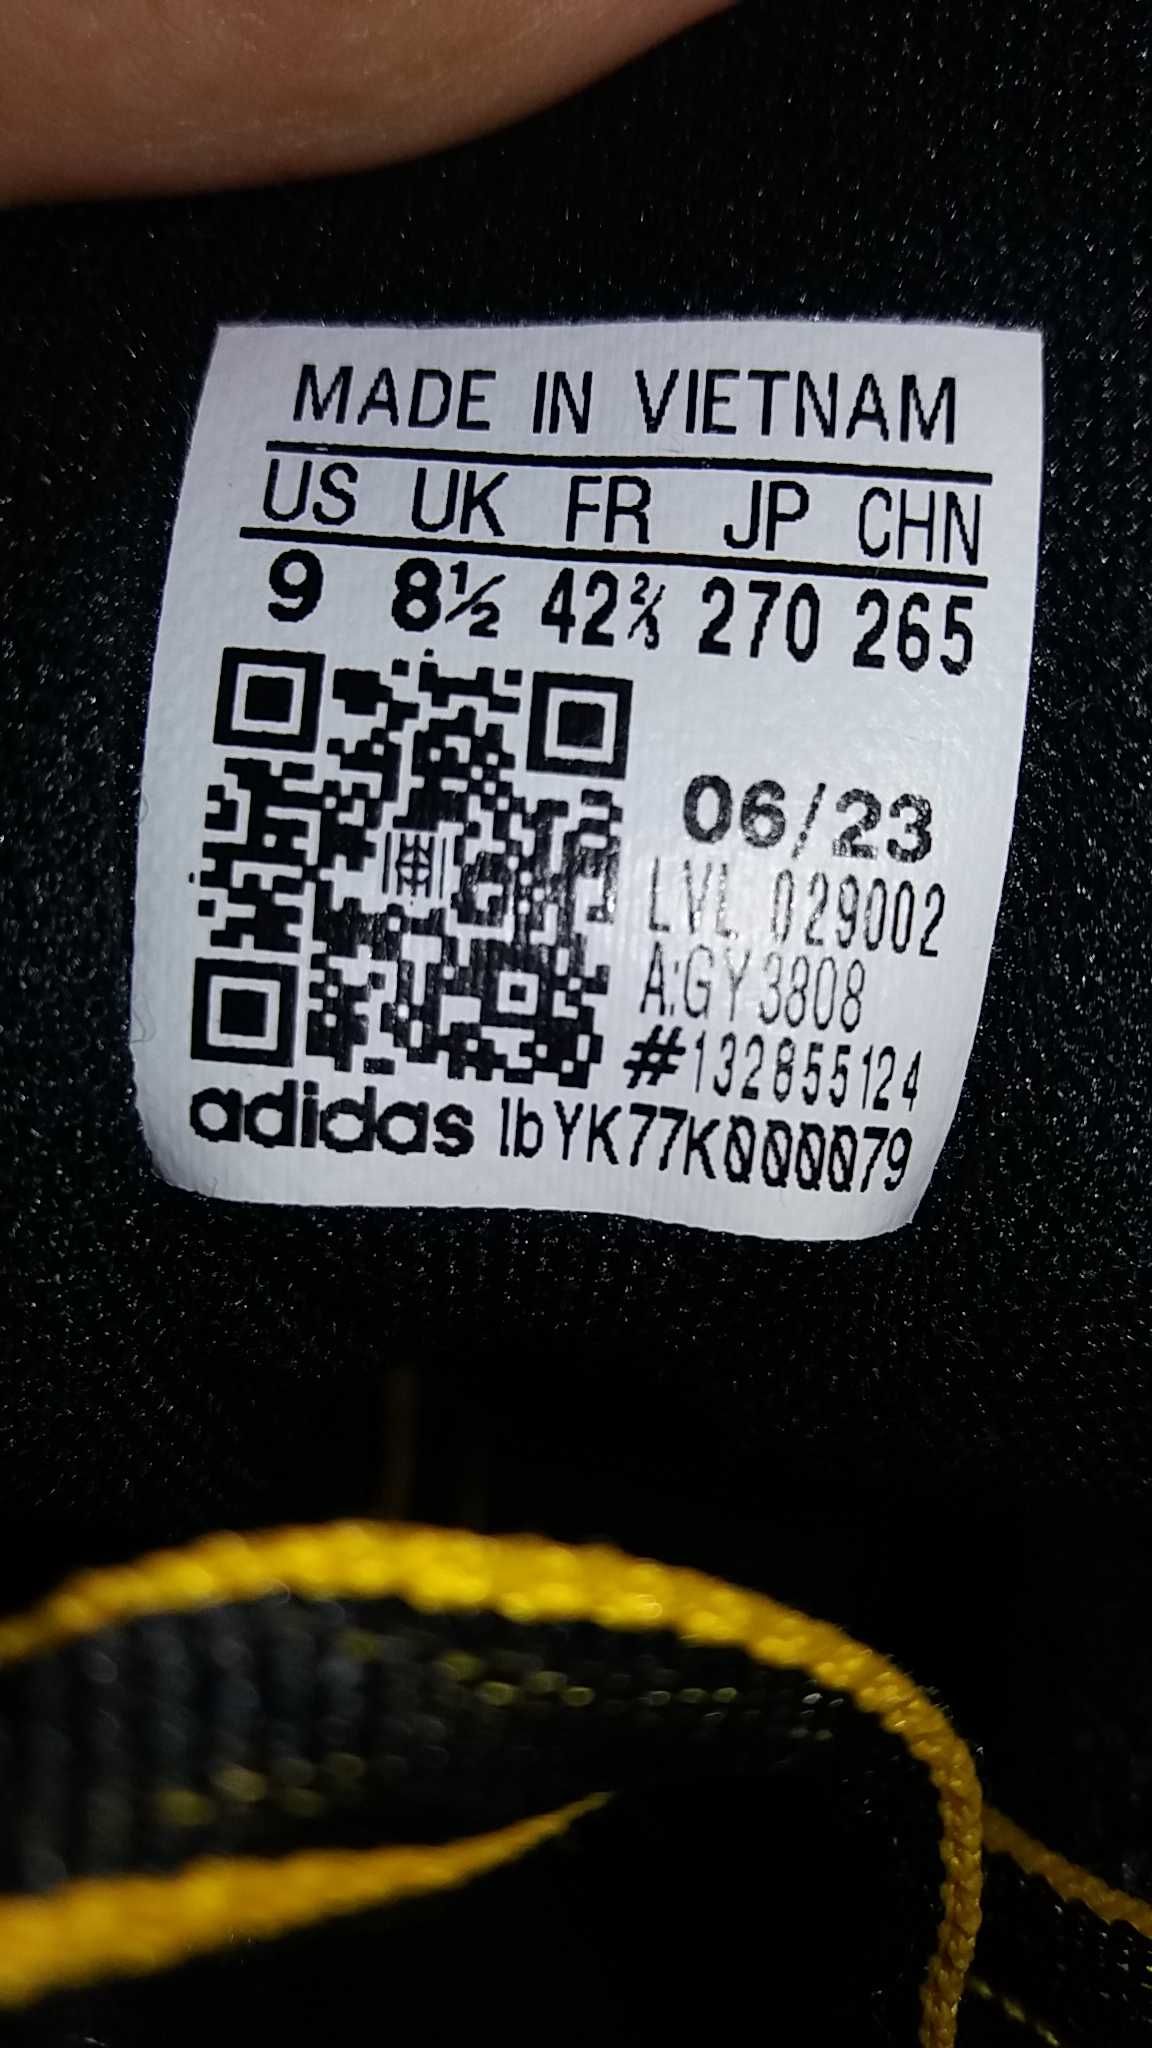 MADE IN VIETNAM
US UK FR JP CHN
9 8½ 42⅔ 270 265
06/23
LVL 029002
A:GY3808
#132855124
adidas lbYK77K000079